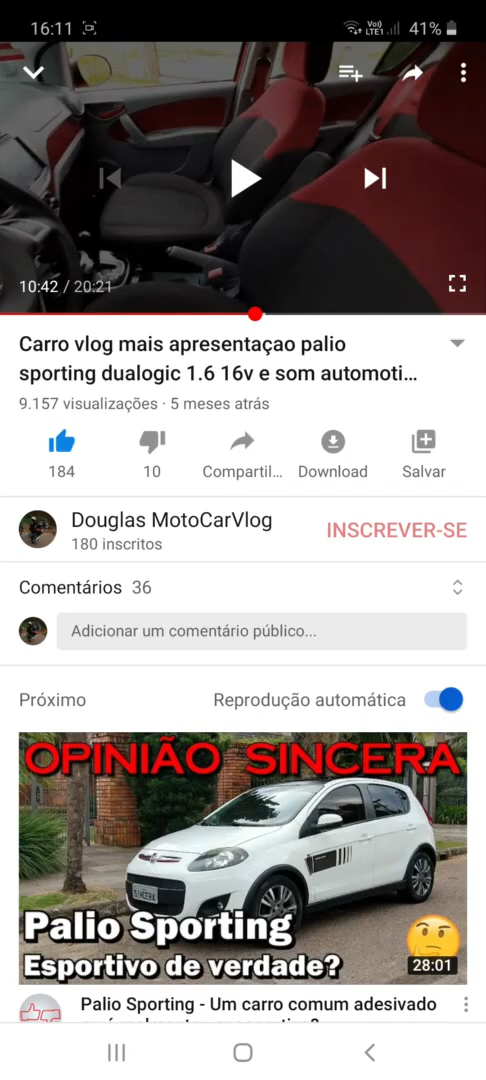 16:11
Vo))
LTE1
41%
10:42 / 20:21
Carro vlog mais apresentaçao palio
sporting dualogic 1.6 16v e som automoti...
9.157 visualizações · 5 meses atrás
184
10
Compartil...
Download
Salvar
Douglas MotoCarVlog
180 inscritos
INSCREVER-SE
Comentários 36
Adicionar um comentário público...
Próximo
Reprodução automática
OPINIÃO SINCERA
Palio Sporting
Esportivo de verdade?
28:01
Palio Sporting - Um carro comum adesivado